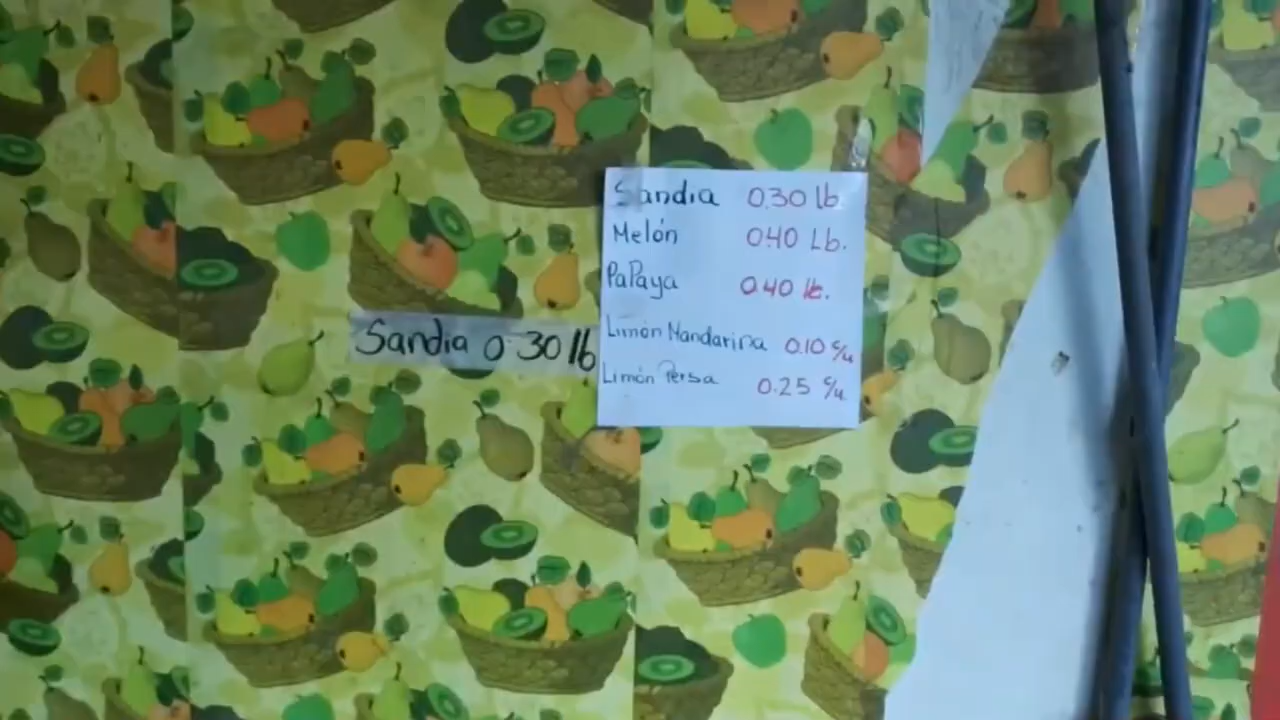 Sandia 0.30 lb
Sandia 0.30 lb
Melón 0.40 Lb.
PaPaya 0.40 lb.
Limón Mandarina 0.10 c/u
Limón Persa 0.25 c/u.